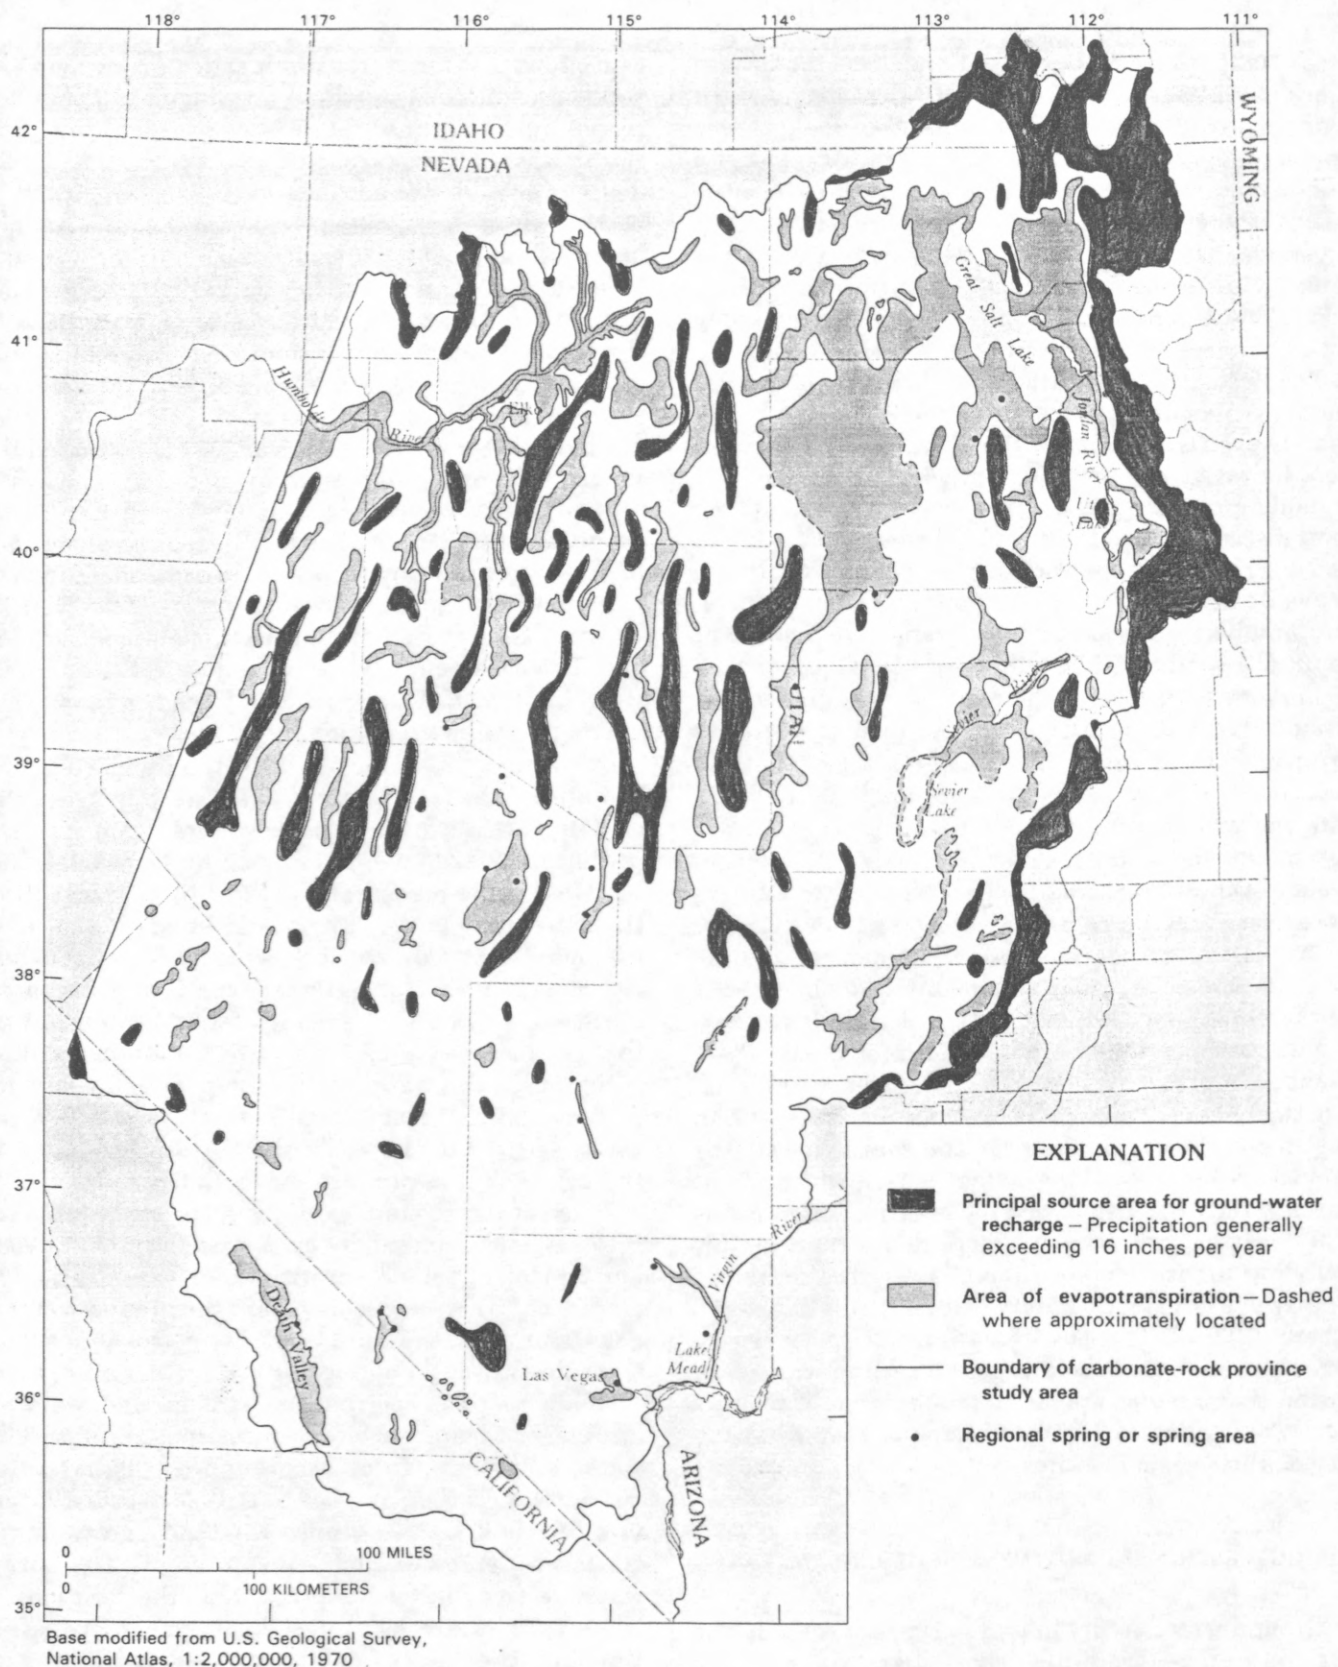 118° 117° 116° 115° 114° 113° 112° 111°
42°
IDAHO
NEVADA
WYOMING
41°
Great Salt Lake
Humboldt
River
Elko
Jordan River
Utah
Lake
40°
UTAH
Sevier
River
39°
Sevier
Lake
38°
37°
Virgin River
Death Valley
Lake
Mead
Las Vegas
36°
CALIFORNIA
ARIZONA
35°
EXPLANATION
Principal source area for ground-water
recharge — Precipitation generally
exceeding 16 inches per year
Area of evapotranspiration — Dashed
where approximately located
Boundary of carbonate-rock province
study area
Regional spring or spring area
0 100 MILES
0 100 KILOMETERS
Base modified from U.S. Geological Survey,
National Atlas, 1:2,000,000, 1970